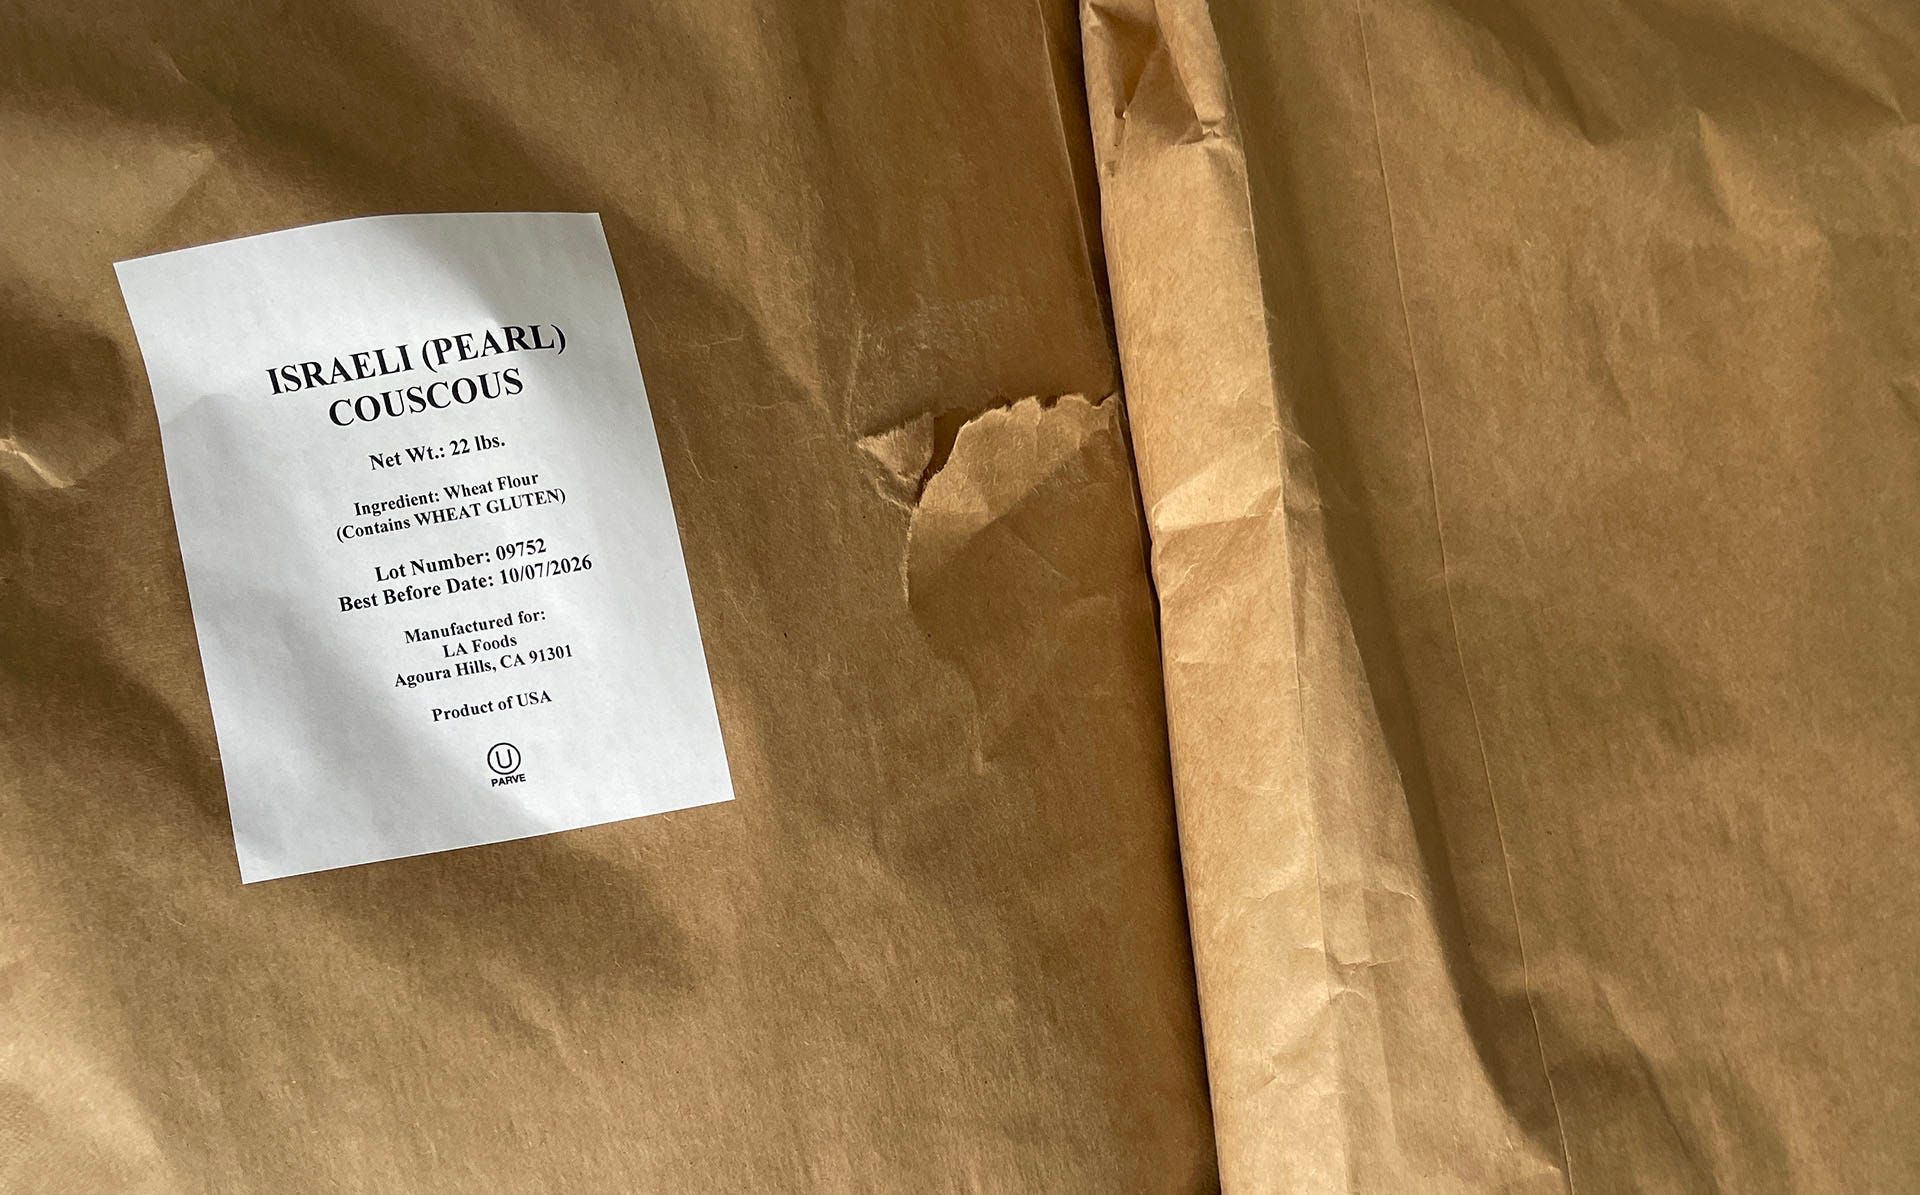 ISRAELI (PEARL)
COUSCOUS
Net Wt.: 22 lbs.
Ingredient: Wheat Flour
(Contains WHEAT GLUTEN)
Lot Number: 09752
Best Before Date: 10/07/2026
Manufactured for:
LA Foods
Agoura Hills, CA 91301
Product of USA
U
PARVE